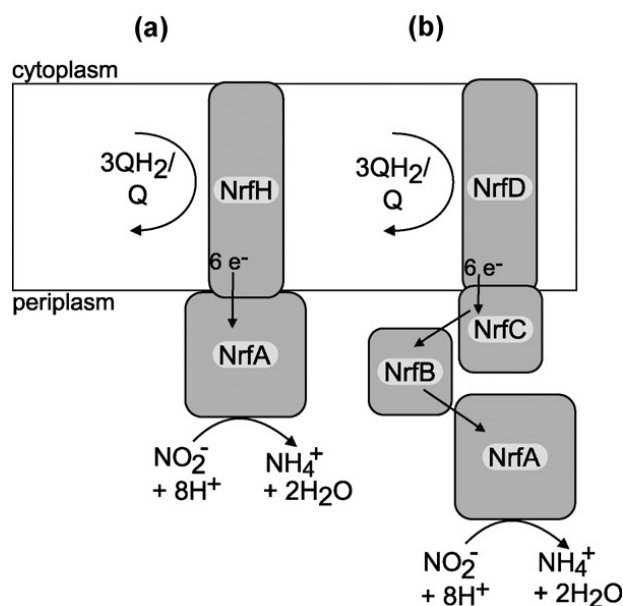 (a) (b)
cytoplasm
3QH₂/
Q
NrfH
6 e⁻
periplasm
NrfA
NO₂⁻
+ 8H⁺
NH₄⁺
+ 2H₂O
3QH₂/
Q
NrfD
6 e⁻
NrfC
NrfB
NrfA
NO₂⁻
+ 8H⁺
NH₄⁺
+ 2H₂O